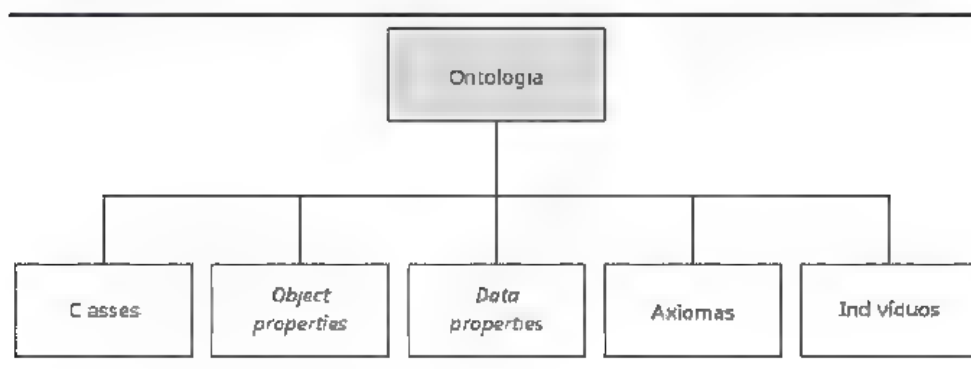 Ontologia
Classes
Object
properties
Data
properties
Axiomas
Indivíduos